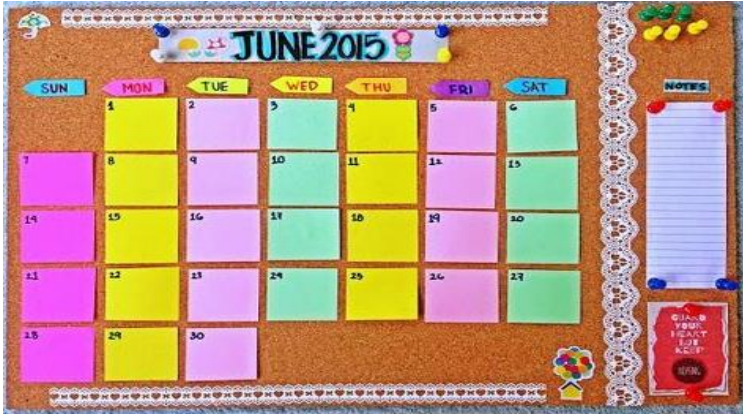 JUNE 2015
SUN MON TUE WED THU FRI SAT
NOTES
1 2 3 4 5 6
7 8 9 10 11 12 13
14 15 16 17 18 19 20
21 22 23 24 25 26 27
28 29 30
GUARD
YOUR
HEART
BUT
KEEP